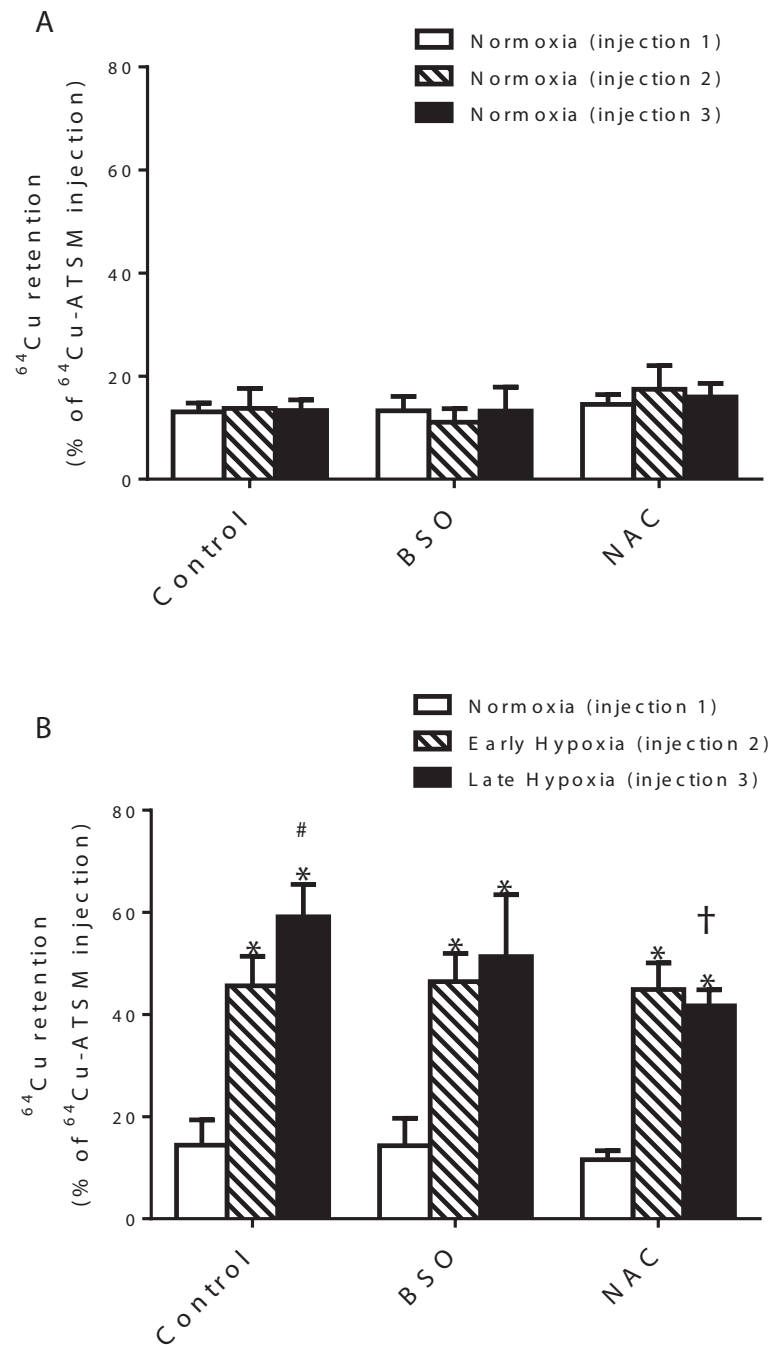 A
Normoxia (injection 1)
Normoxia (injection 2)
Normoxia (injection 3)
64Cu retention
(% of 64Cu-ATSM injection)
80
60
40
20
0
Control
BSO
NAC
B
Normoxia (injection 1)
Early Hypoxia (injection 2)
Late Hypoxia (injection 3)
64Cu retention
(% of 64Cu-ATSM injection)
80
60
40
20
0
#
*
*
*
*
†
*
*
Control
BSO
NAC